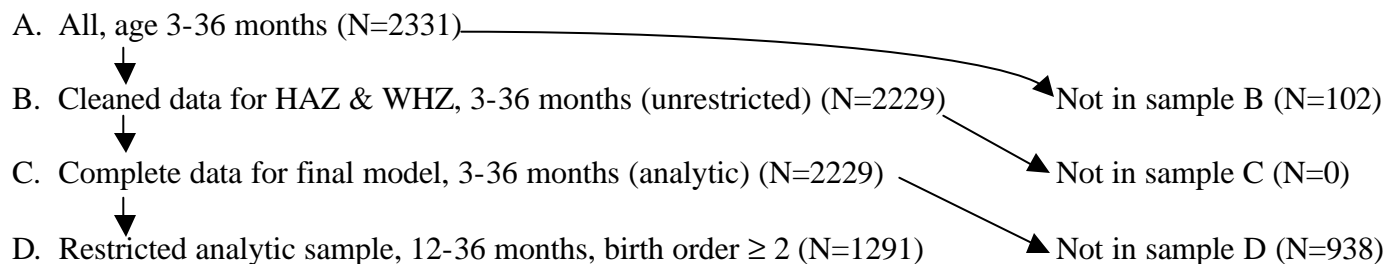 A. All, age 3-36 months (N=2331)
B. Cleaned data for HAZ & WHZ, 3-36 months (unrestricted) (N=2229) Not in sample B (N=102)
C. Complete data for final model, 3-36 months (analytic) (N=2229) Not in sample C (N=0)
D. Restricted analytic sample, 12-36 months, birth order ≥ 2 (N=1291) Not in sample D (N=938)